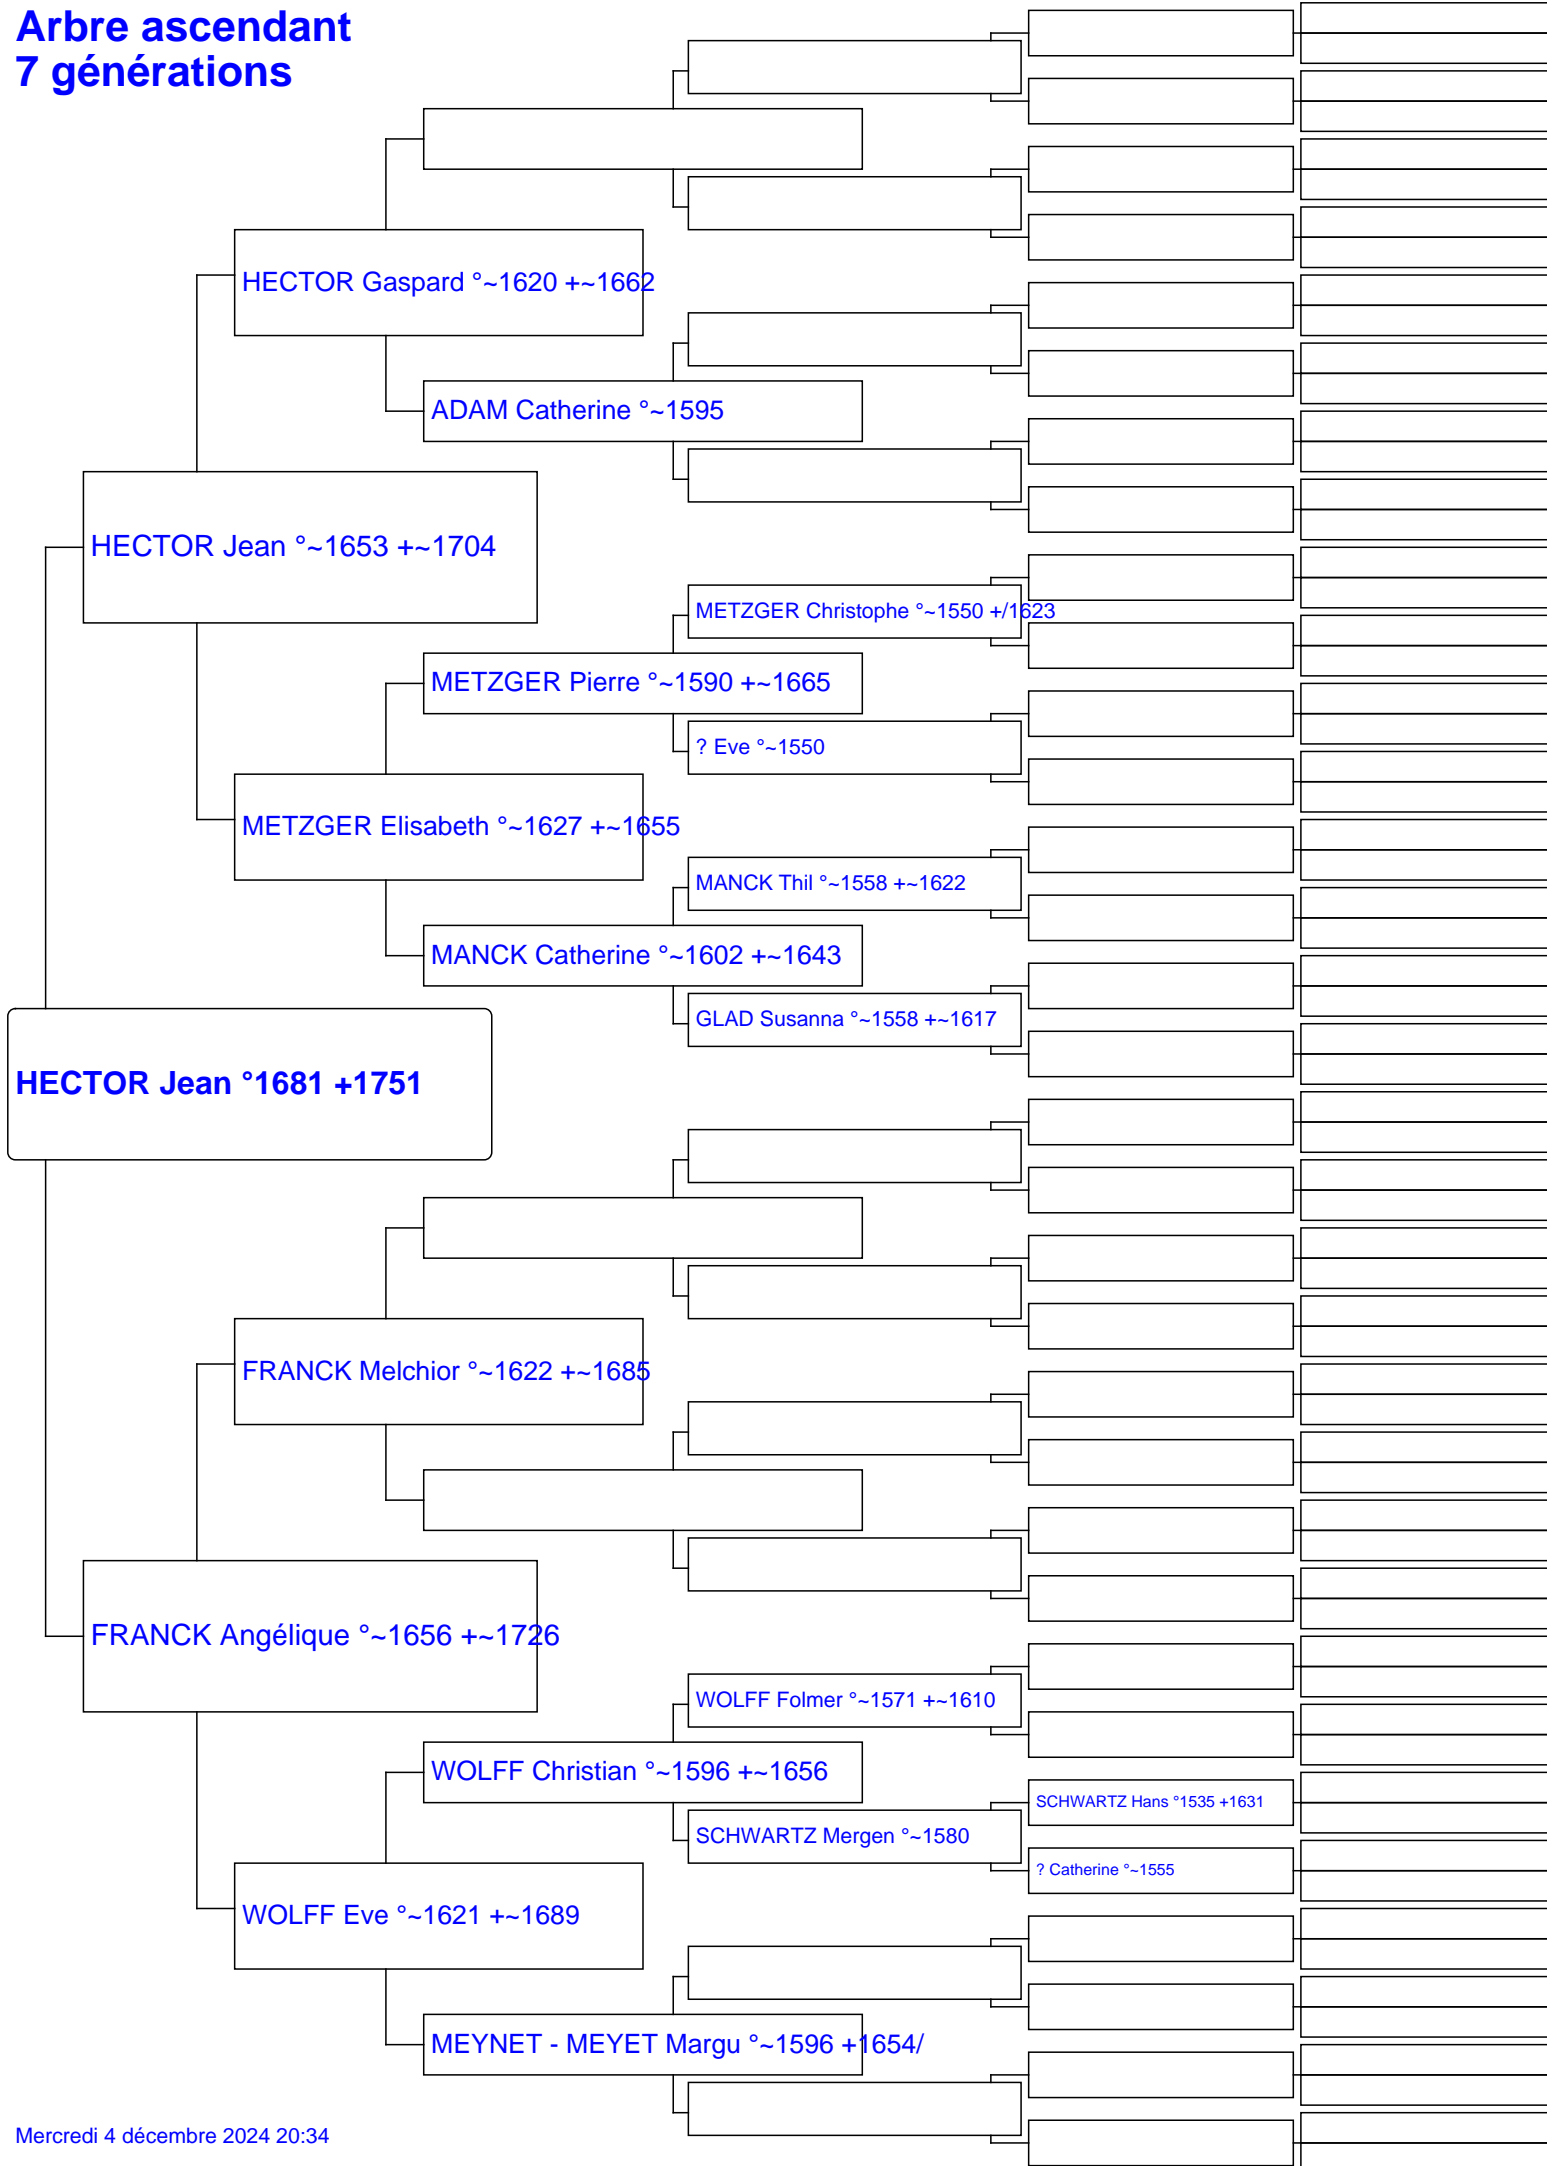 Arbre ascendant
7 générations
HECTOR Gaspard °~1620 +~1662
ADAM Catherine °~1595
HECTOR Jean °~1653 +~1704
METZGER Christophe °~1550 +/1623
METZGER Pierre °~1590 +~1665
? Eve °~1550
METZGER Elisabeth °~1627 +~1655
MANCK Thil °~1558 +~1622
MANCK Catherine °~1602 +~1643
GLAD Susanna °~1558 +~1617
HECTOR Jean °1681 +1751
FRANCK Melchior °~1622 +~1685
FRANCK Angélique °~1656 +~1726
WOLFF Folmer °~1571 +~1610
WOLFF Christian °~1596 +~1656
SCHWARTZ Hans °1535 +1631
SCHWARTZ Mergen °~1580
? Catherine °~1555
WOLFF Eve °~1621 +~1689
MEYNET - MEYET Margu °~1596 +1654/
Mercredi 4 décembre 2024 20:34